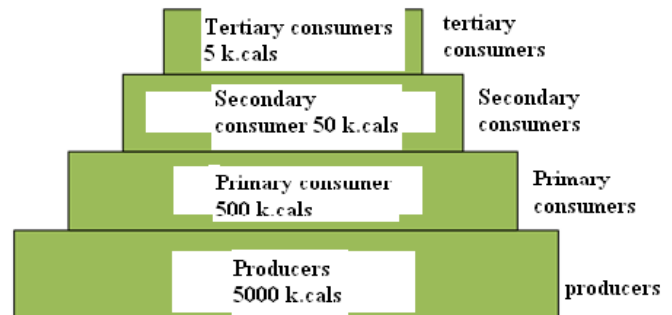 Tertiary consumers
5 k.cals
tertiary
consumers
Secondary
consumer 50 k.cals
Secondary
consumers
Primary consumer
500 k.cals
Primary
consumers
Producers
5000 k.cals
producers